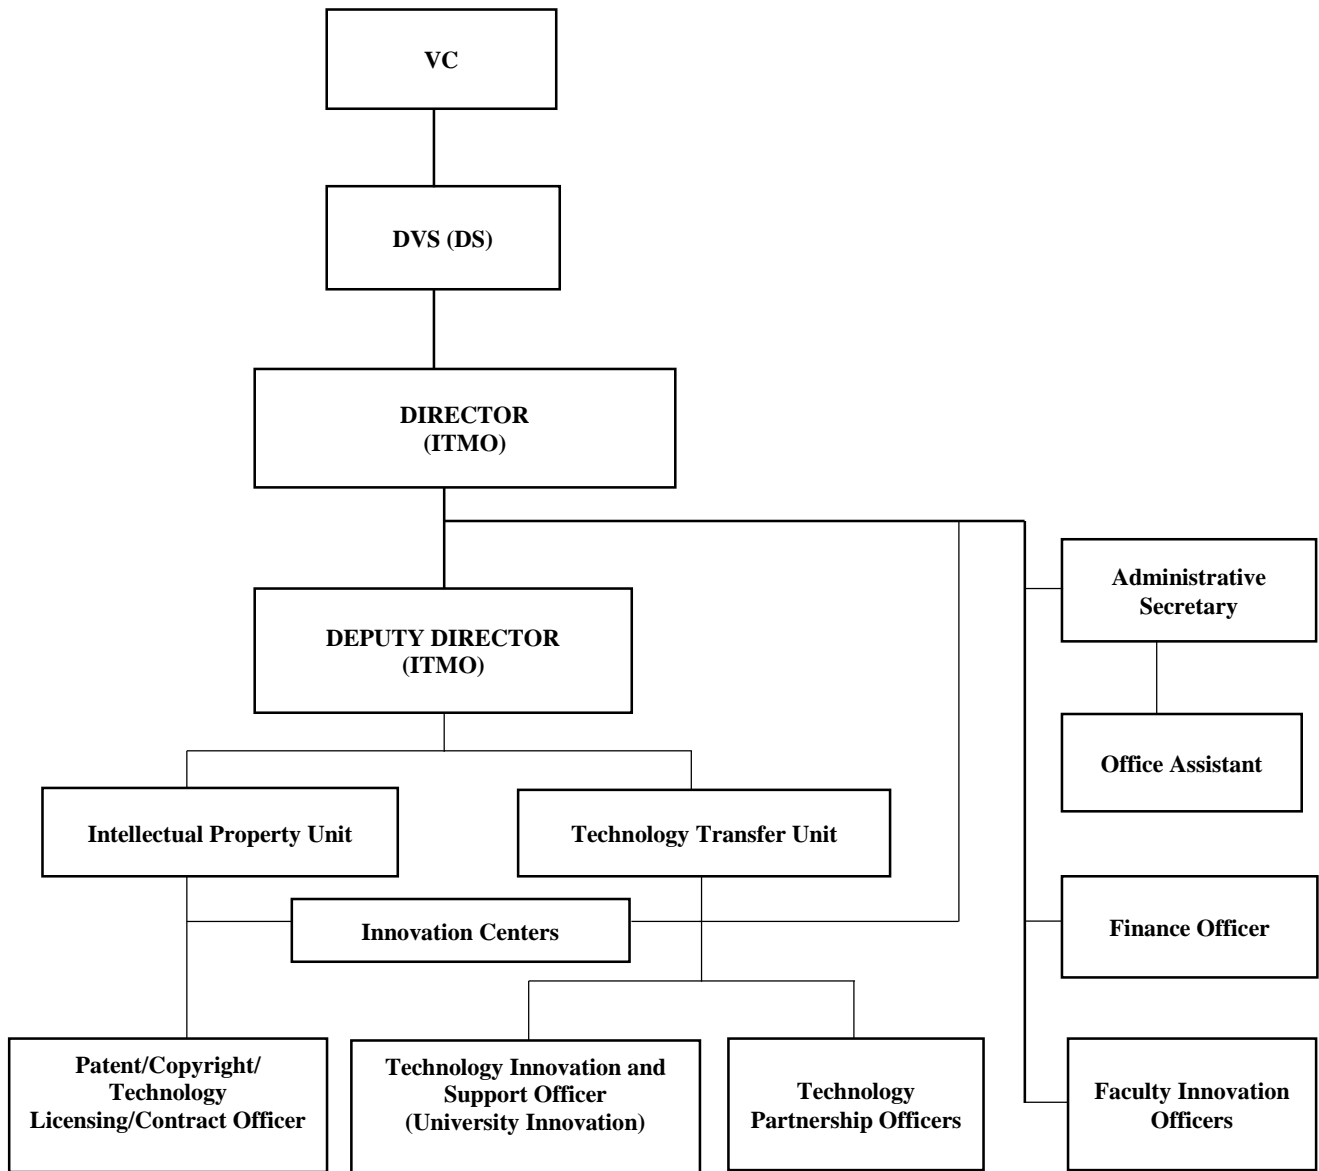 VC
DVS (DS)
DIRECTOR
(ITMO)
Administrative
Secretary
DEPUTY DIRECTOR
(ITMO)
Office Assistant
Intellectual Property Unit
Technology Transfer Unit
Innovation Centers
Finance Officer
Patent/Copyright/
Technology
Licensing/Contract Officer
Technology Innovation and
Support Officer
(University Innovation)
Technology
Partnership Officers
Faculty Innovation
Officers